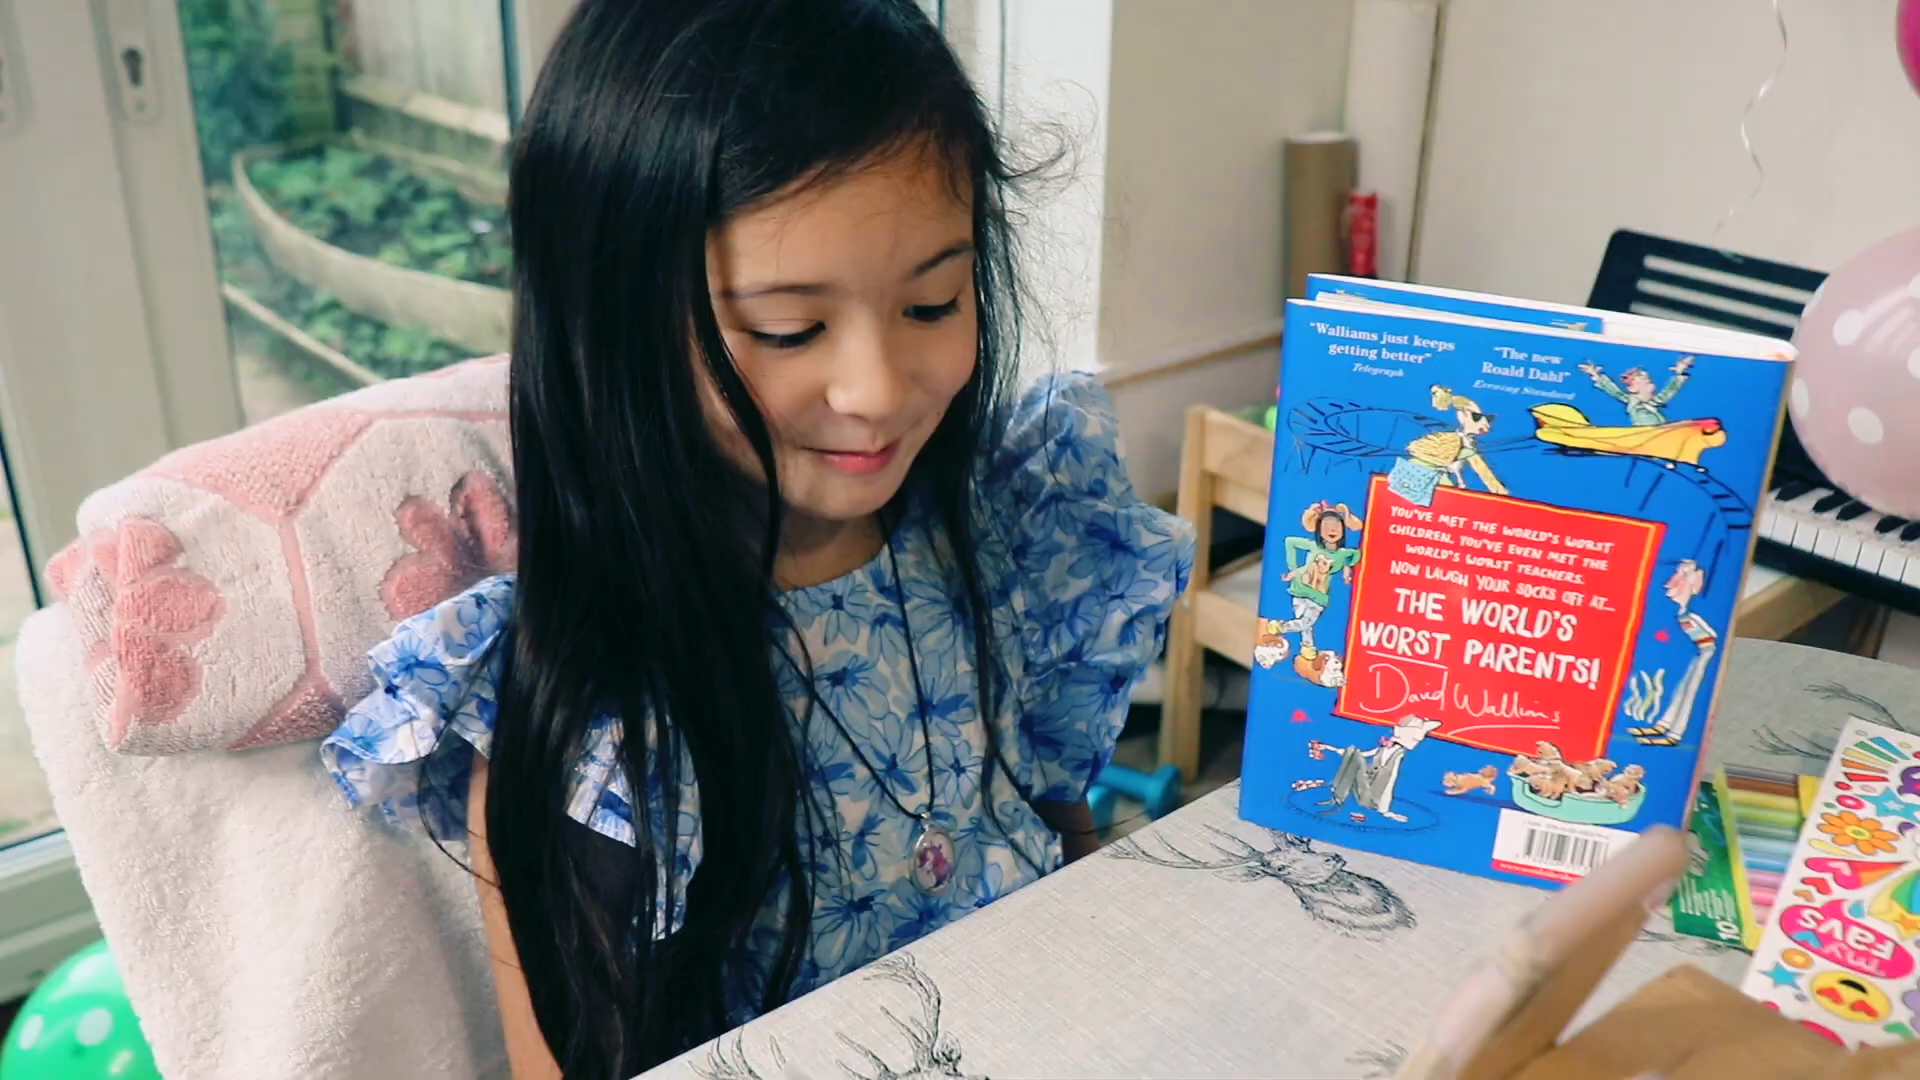 "Walliams just keeps
getting better"
Telegraph
"The new
Roald Dahl"
Evening Standard
YOU'VE MET THE WORLD'S WORST
CHILDREN. YOU'VE EVEN MET THE
WORLD'S WORST TEACHERS.
NOW LAUGH YOUR SOCKS OFF AT...
THE WORLD'S
WORST PARENTS!
David Walliams
10
my
Favs